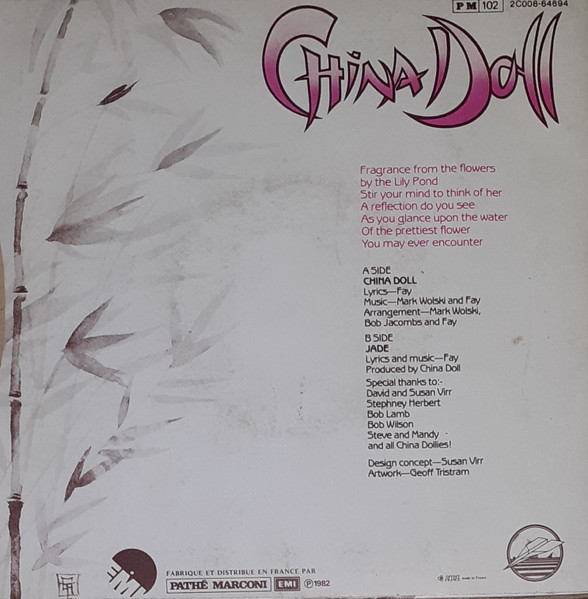 PM 102 2C008-64694
CHINA DOLL
Fragrance from the flowers
by the Lily Pond
Stir your mind to think of her
A reflection do you see
As you glance upon the water
Of the prettiest flower
You may ever encounter
A SIDE
CHINA DOLL
Lyrics—Fay
Music—Mark Wolski and Fay
Arrangement—Mark Wolski,
Bob Jacombs and Fay
B SIDE
JADE
Lyrics and music—Fay
Produced by China Doll
Special thanks to:-
David and Susan Virr
Stephney Herbert
Bob Lamb
Bob Wilson
Steve and Mandy
and all China Dollies!
Design concept—Susan Virr
Artwork—Geoff Tristram
EMI
FABRIQUE ET DISTRIBUE EN FRANCE PAR
PATHÉ MARCONI EMI Ⓟ 1982
made in France